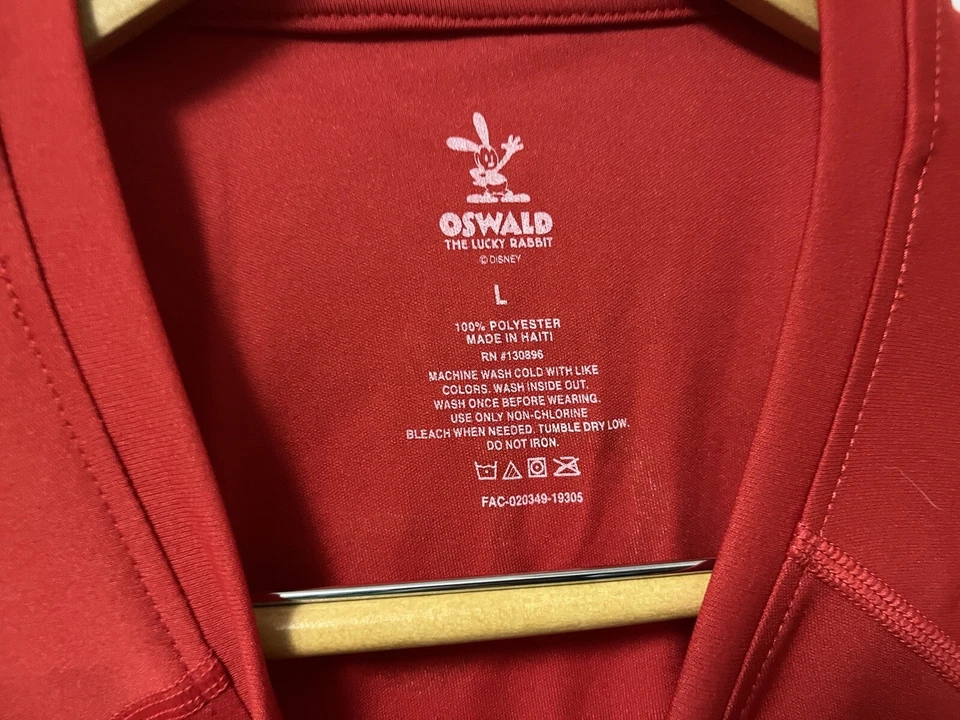 OSWALD
THE LUCKY RABBIT
© DISNEY
L
100% POLYESTER
MADE IN HAITI
RN #130896
MACHINE WASH COLD WITH LIKE
COLORS. WASH INSIDE OUT.
WASH ONCE BEFORE WEARING.
USE ONLY NON-CHLORINE
BLEACH WHEN NEEDED. TUMBLE DRY LOW.
DO NOT IRON.
FAC-020349-19305